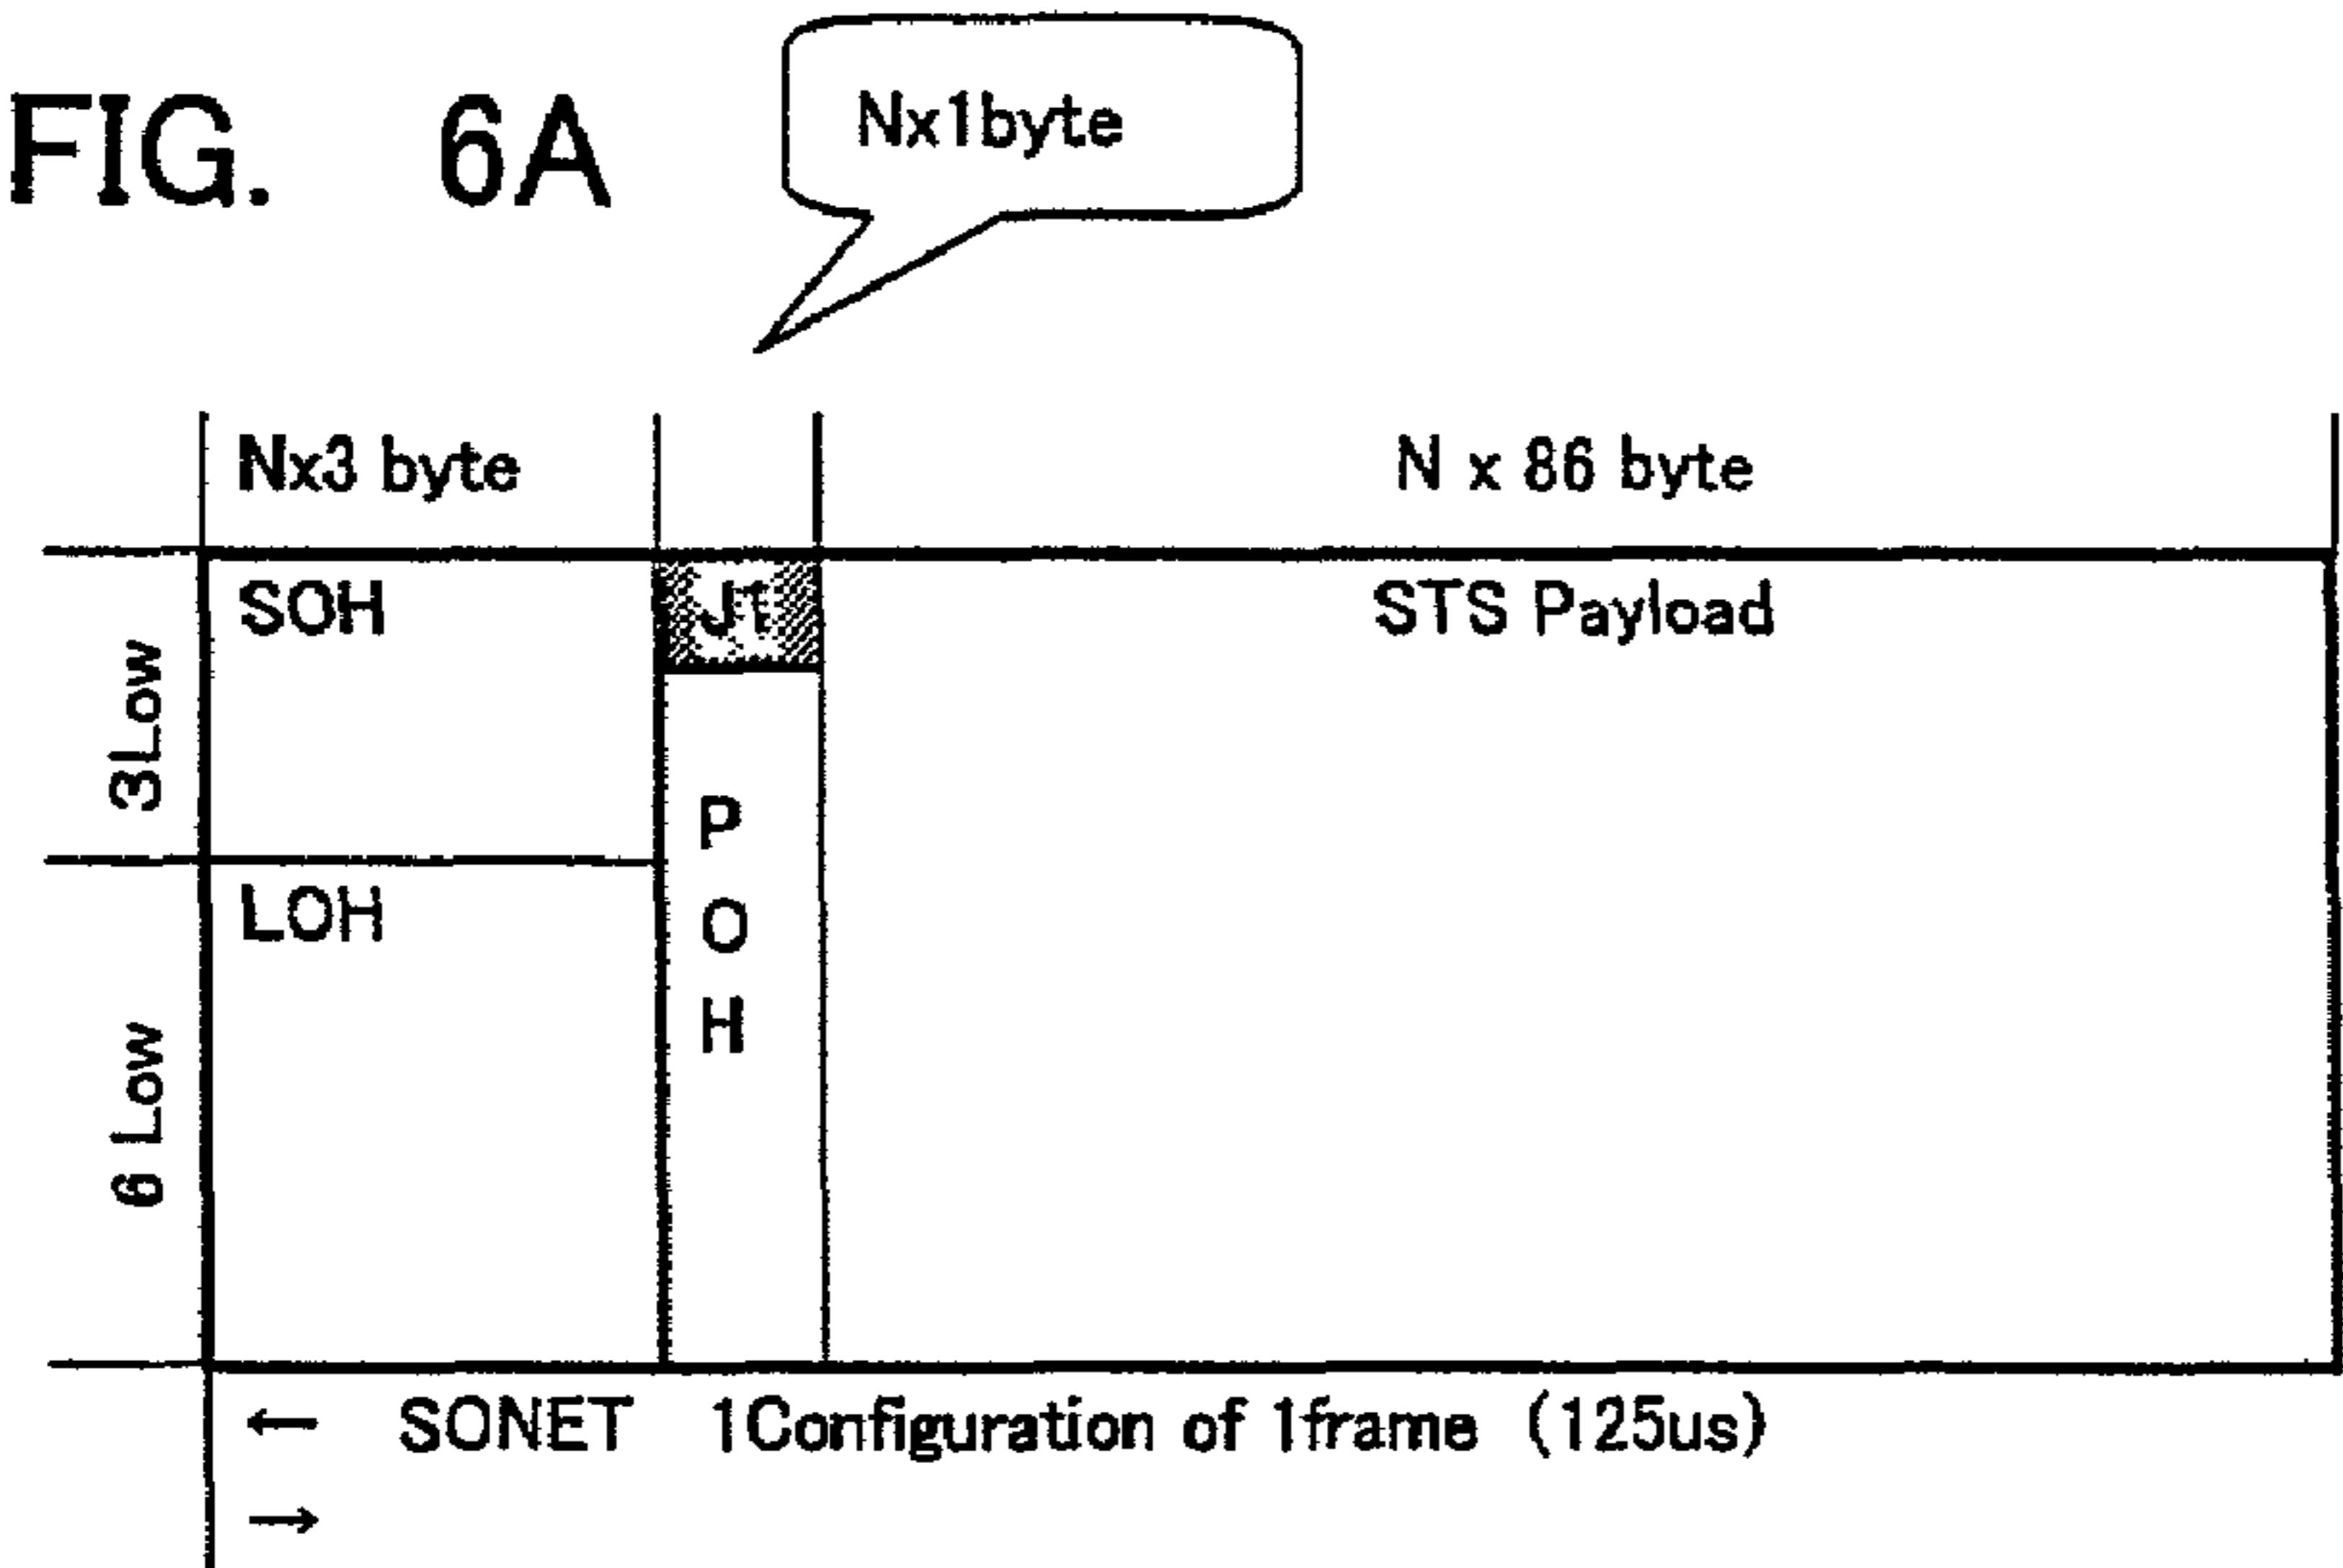 FIG. 6A
Nx1byte
Nx3 byte
N x 86 byte
SOH
J1
STS Payload
3Low
LOH
POH
6 Low
← SONET 1Configuration of 1frame (125us)
→